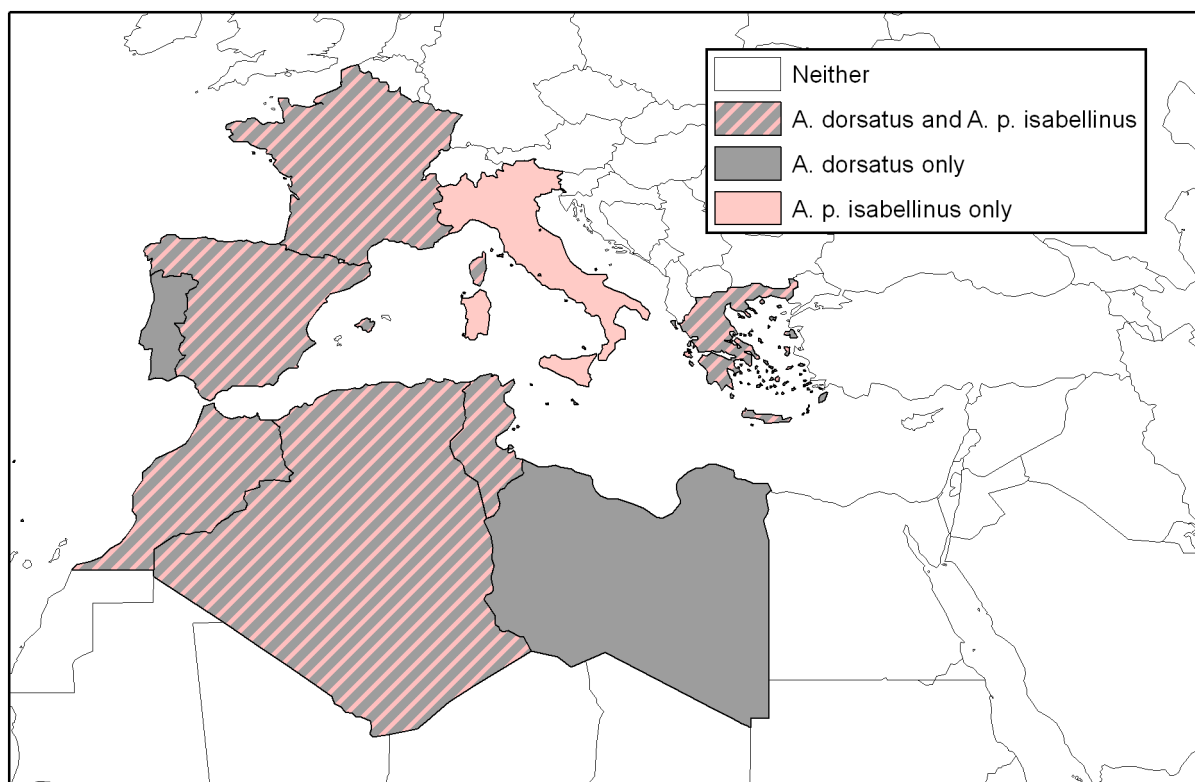 Neither
A. dorsatus and A. p. isabellinus
A. dorsatus only
A. p. isabellinus only